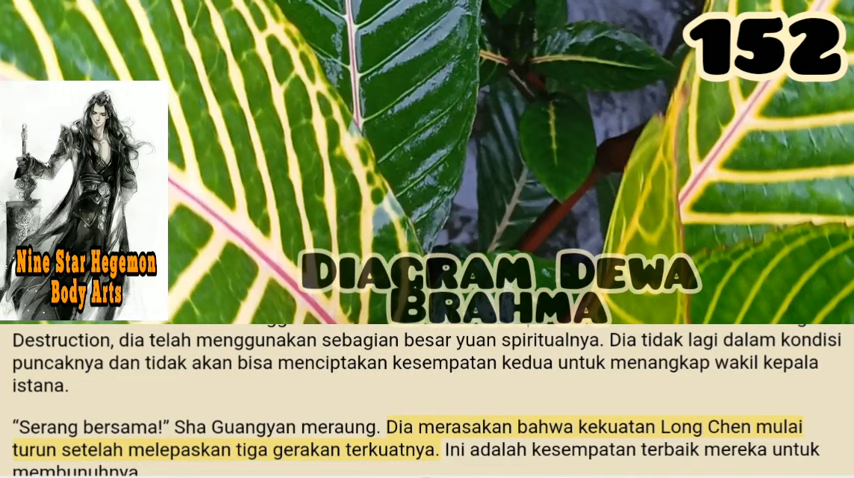 152
Nine Star Hegemon
Body Arts
DIAGRAM DEWA
BRAHMA
Destruction, dia telah menggunakan sebagian besar yuan spiritualnya. Dia tidak lagi dalam kondisi
puncaknya dan tidak akan bisa menciptakan kesempatan kedua untuk menangkap wakil kepala
istana.
“Serang bersama!” Sha Guangyan meraung. Dia merasakan bahwa kekuatan Long Chen mulai
turun setelah melepaskan tiga gerakan terkuatnya. Ini adalah kesempatan terbaik mereka untuk
membunuhnya